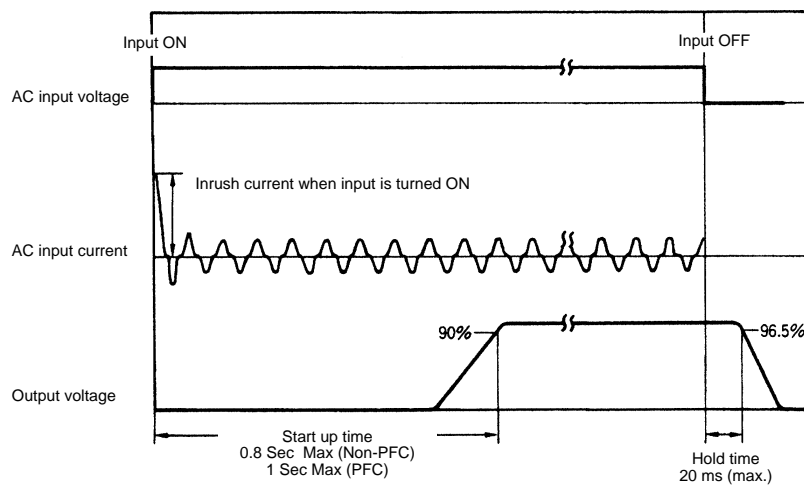 Input ON
Input OFF
AC input voltage
Inrush current when input is turned ON
AC input current
90%
96.5%
Output voltage
Start up time
0.8 Sec Max (Non-PFC)
1 Sec Max (PFC)
Hold time
20 ms (max.)